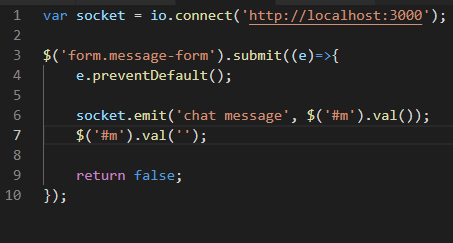 1 var socket = io.connect('http://localhost:3000');
2
3 $('form.message-form').submit((e)=>{
4     e.preventDefault();
5
6     socket.emit('chat message', $('#m').val());
7     $('#m').val('');
8
9     return false;
10 });